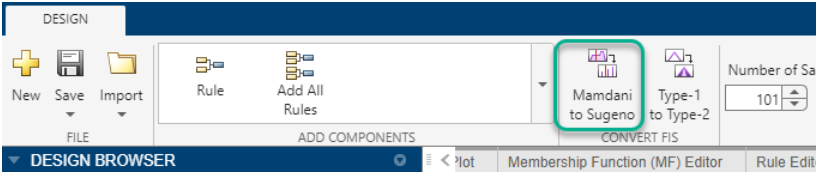 DESIGN
New
Save
Import
FILE
Rule
Add All
Rules
ADD COMPONENTS
Mamdani
to Sugeno
Type-1
to Type-2
CONVERT FIS
Number of Sa
101
DESIGN BROWSER
Plot
Membership Function (MF) Editor
Rule Edit